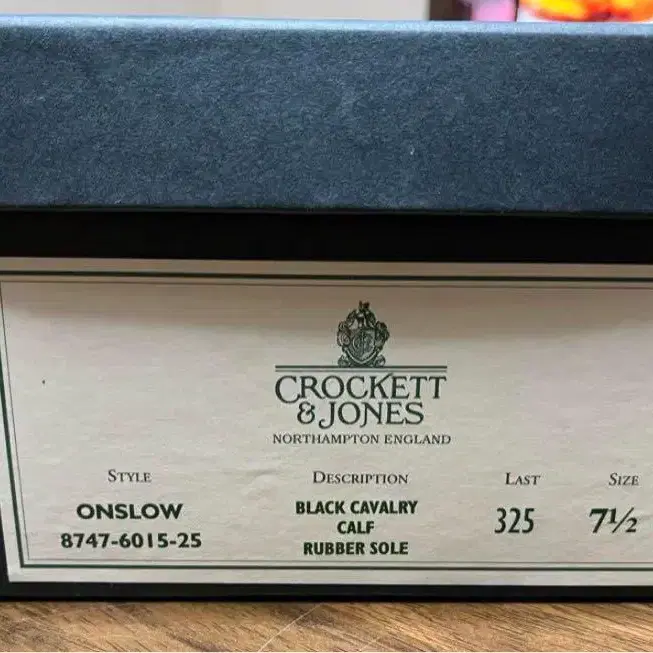 CROCKETT
& JONES
NORTHAMPTON ENGLAND
STYLE DESCRIPTION LAST SIZE
ONSLOW
8747-6015-25
BLACK CAVALRY
CALF
RUBBER SOLE
325
7½